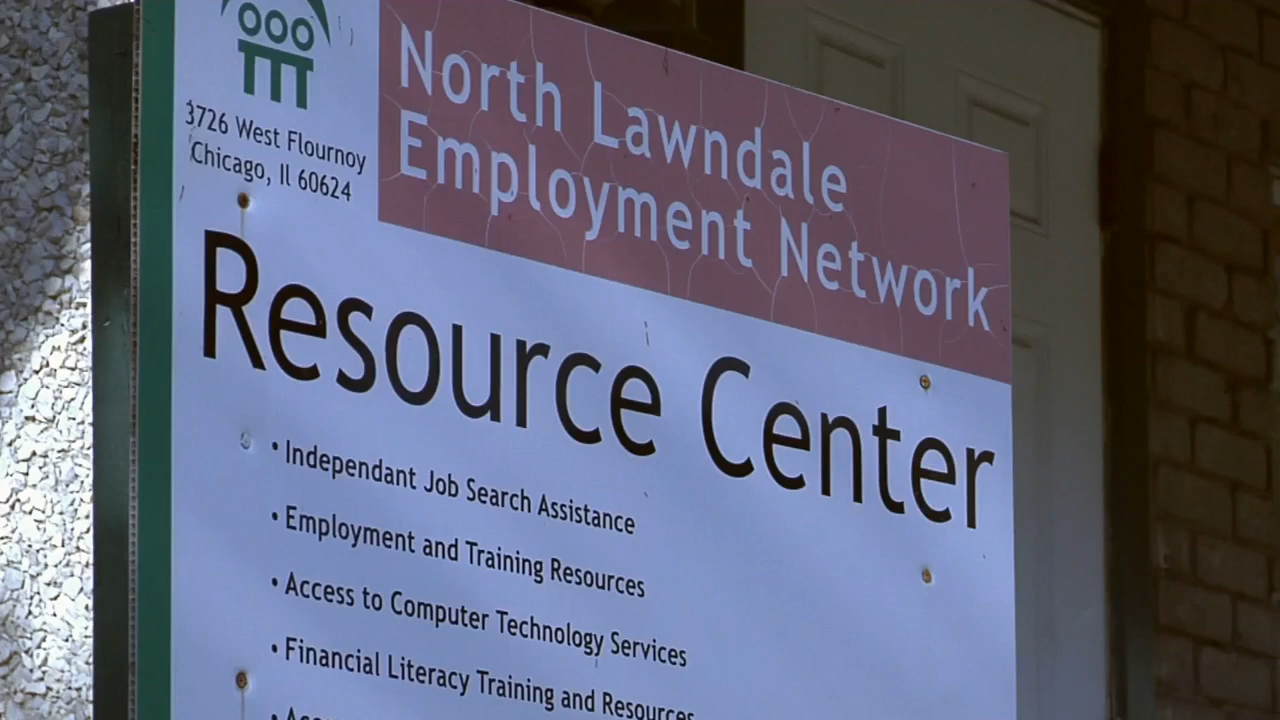 3726 West Flournoy
Chicago, Il 60624
North Lawndale
Employment Network
Resource Center
• Independant Job Search Assistance
• Employment and Training Resources
• Access to Computer Technology Services
• Financial Literacy Training and Resources